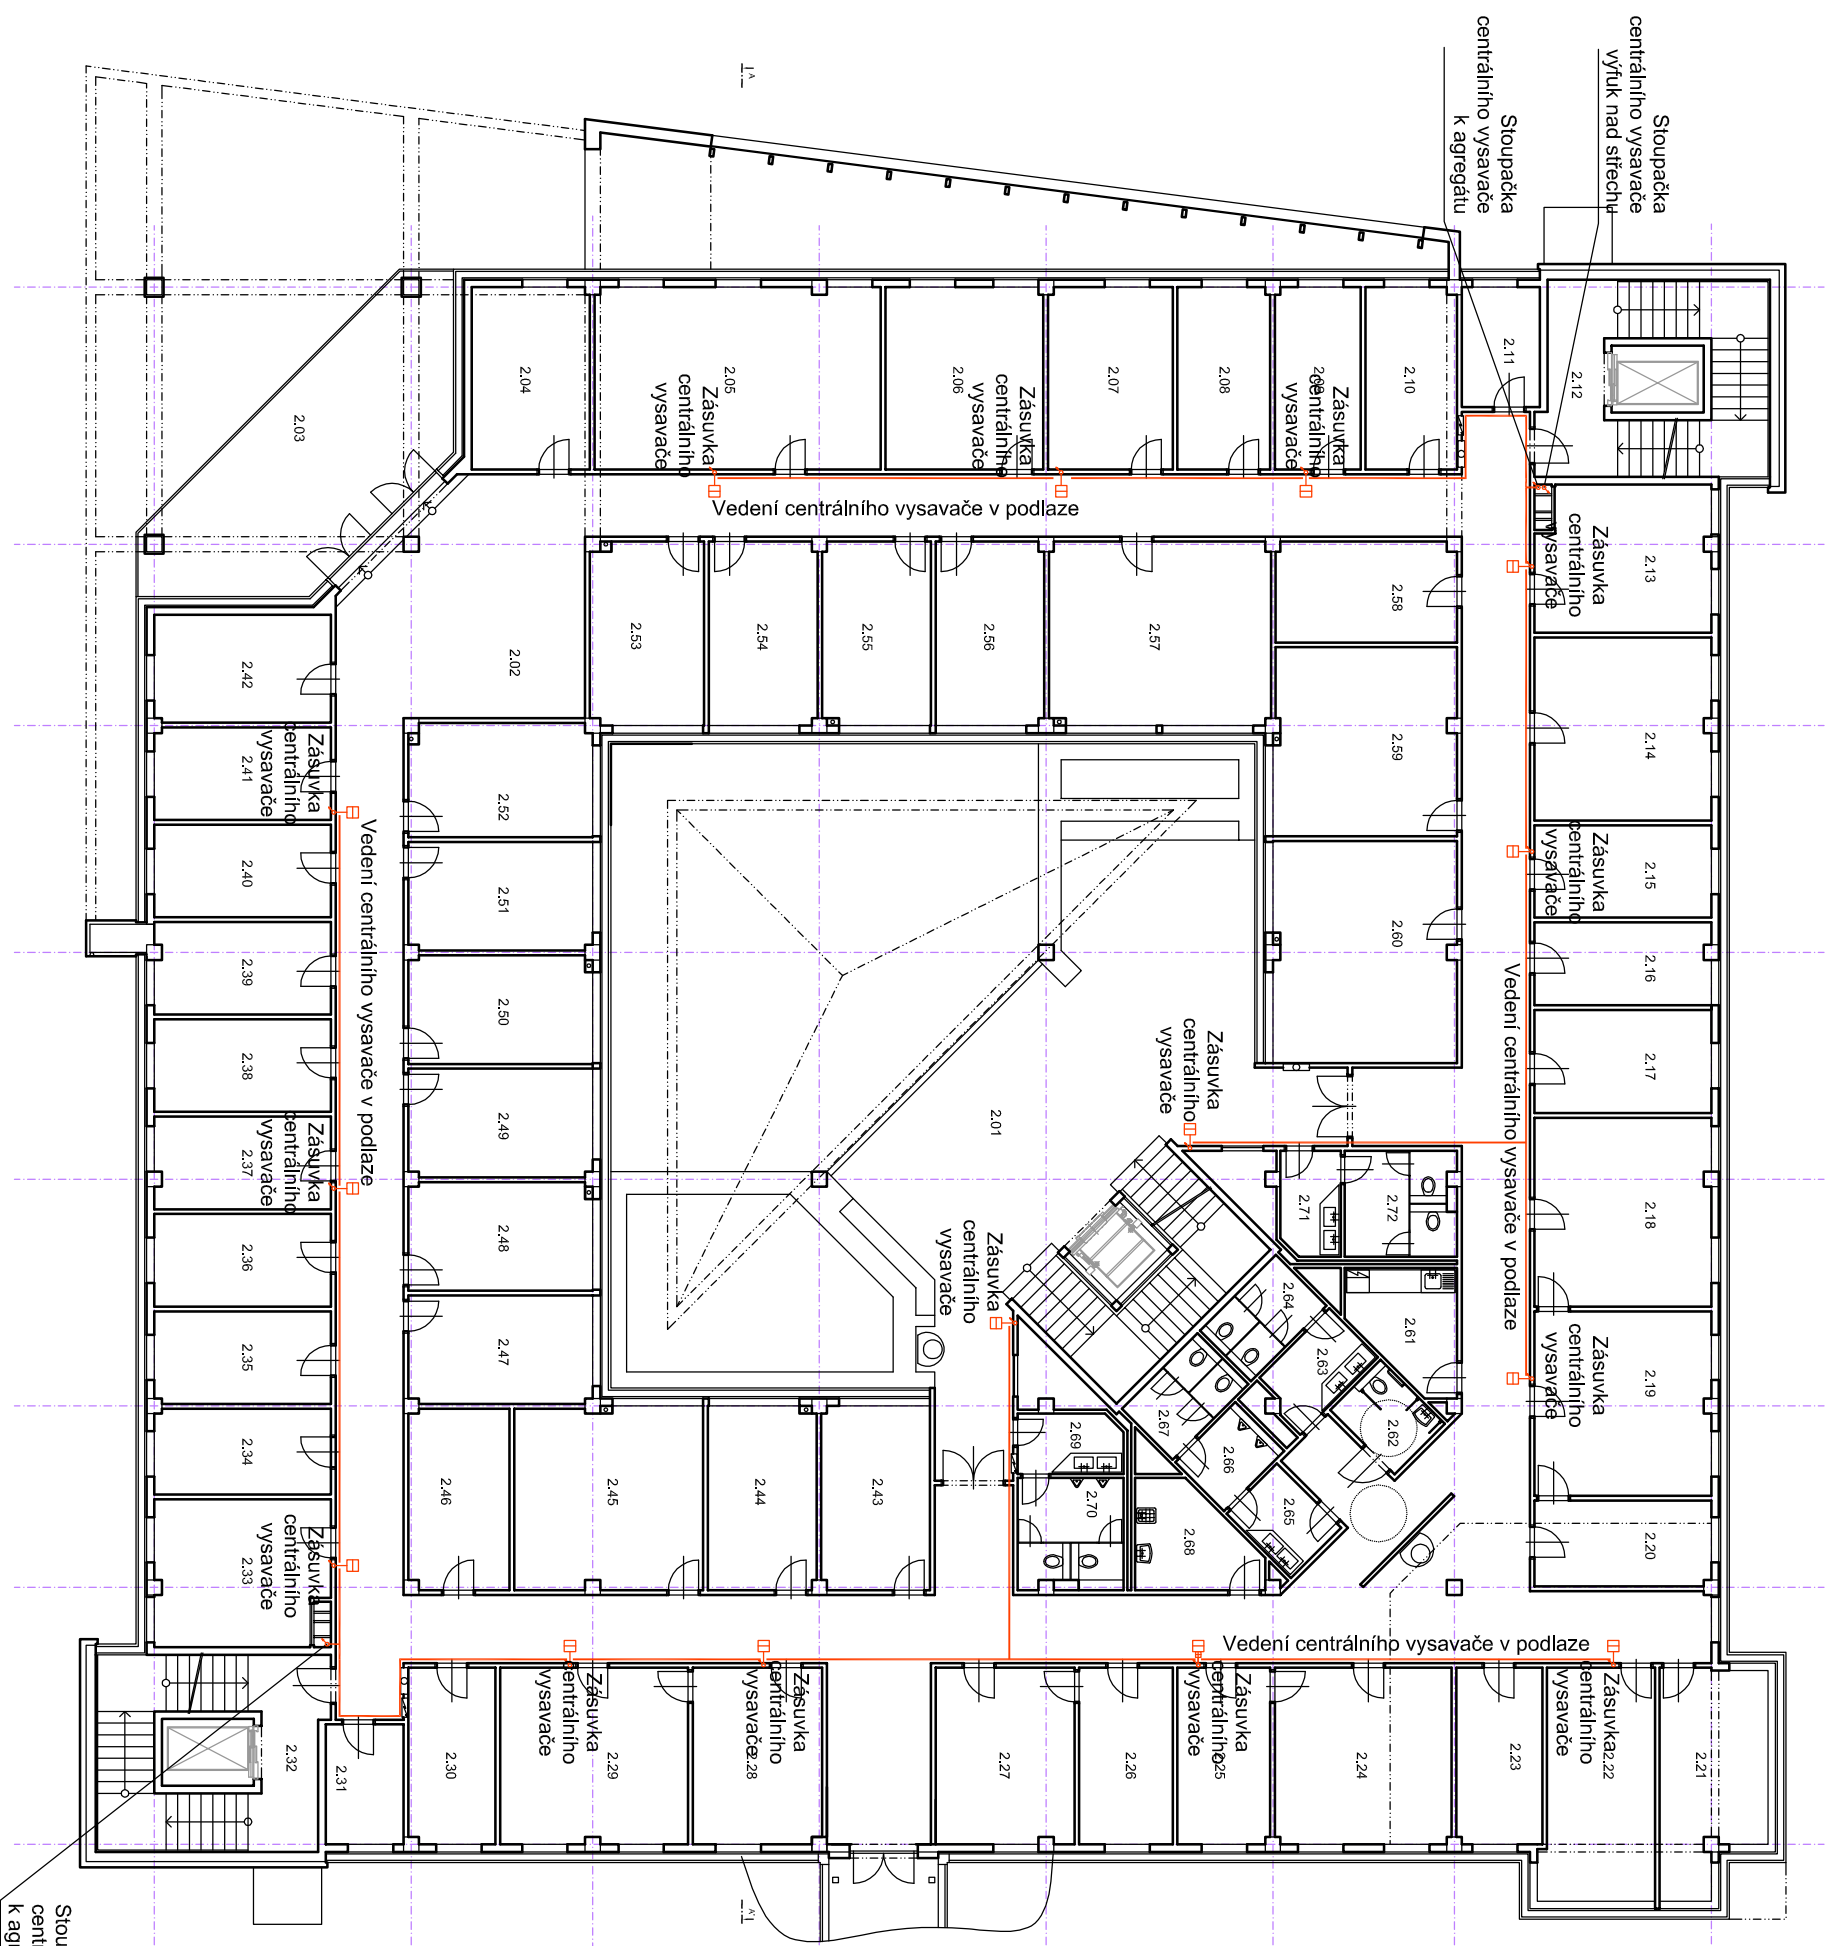 Stoupačka
centrálního vysavače
výfuk nad střechu
Stoupačka
centrálního vysavače
k agregátu
A
2.04
2.05
Zásuvka
centrálního
vysavače
2.06
Zásuvka
centrálního
vysavače
2.07
2.08
2.09
Zásuvka
centrálního
vysavače
2.10
2.11
2.12
2.03
Vedení centrálního vysavače v podlaze
2.13
Zásuvka
centrálního
vysavače
2.53
2.54
2.55
2.56
2.57
2.58
2.02
2.42
2.14
2.59
2.52
2.41
Zásuvka
centrálního
vysavače
2.15
Zásuvka
centrálního
vysavače
2.40
2.51
2.60
2.16
2.39
2.50
Vedení centrálního vysavače v podlaze
Vedení centrálního vysavače v podlaze
2.17
2.38
2.49
2.01
Zásuvka
centrálního
vysavače
2.37
Zásuvka
centrálního
vysavače
2.71
2.72
2.18
2.36
2.48
Zásuvka
centrálního
vysavače
2.64
2.61
2.63
2.35
2.47
2.19
Zásuvka
centrálního
vysavače
2.62
2.67
2.66
2.69
2.34
2.46
2.45
2.44
2.43
2.70
2.68
2.65
2.20
2.33
Zásuvka
centrálního
vysavače
Vedení centrálního vysavače v podlaze
2.32
2.31
2.30
2.29
Zásuvka
centrálního
vysavače
2.28
Zásuvka
centrálního
vysavače
2.27
2.26
2.25
Zásuvka
centrálního
vysavače
2.24
2.23
2.22
Zásuvka
centrálního
vysavače
2.21
A'
Stou
centr
k agr